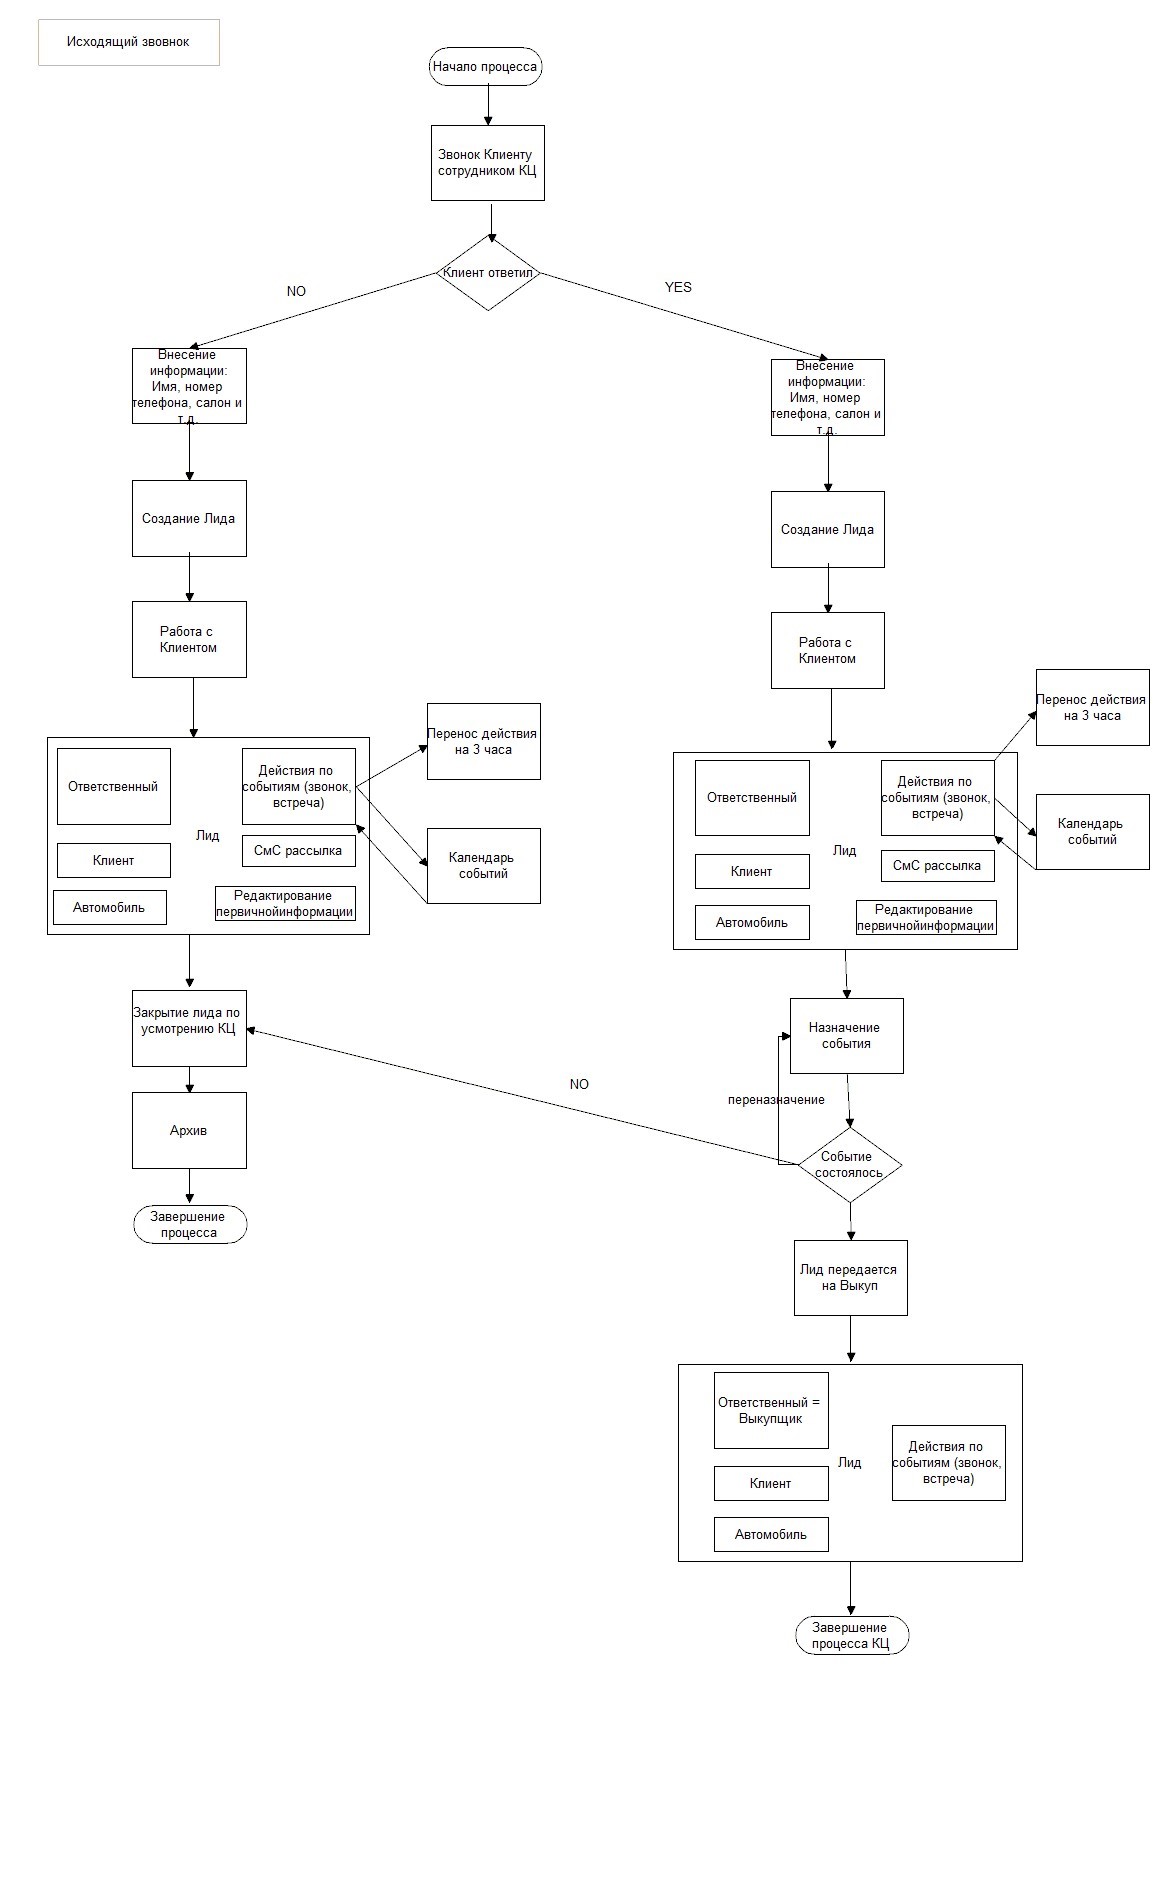 Исходящий звовнок
Начало процесса
Звонок Клиенту
сотрудником КЦ
Клиент ответил
NO
YES
Внесение
информации:
Имя, номер
телефона, салон и
т.д.
Внесение
информации:
Имя, номер
телефона, салон и
т.д.
Создание Лида
Создание Лида
Работа с
Клиентом
Работа с
Клиентом
Ответственный
Действия по
событиям (звонок,
встреча)
Лид
Клиент
СмС рассылка
Автомобиль
Редактирование
первичнойинформации
Перенос действия
на 3 часа
Календарь
событий
Ответственный
Действия по
событиям (звонок,
встреча)
Лид
Клиент
СмС рассылка
Автомобиль
Редактирование
первичнойинформации
Перенос действия
на 3 часа
Календарь
событий
Закрытие лида по
усмотрению КЦ
Назначение
события
NO
переназначение
Архив
Событие
состоялось
Завершение
процесса
Лид передается
на Выкуп
Ответственный =
Выкупщик
Лид
Действия по
событиям (звонок,
встреча)
Клиент
Автомобиль
Завершение
процесса КЦ